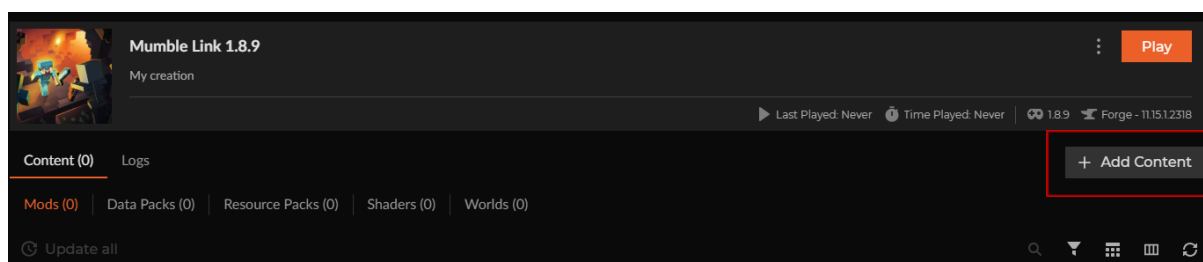 Mumble Link 1.8.9
Play
My creation
Last Played: Never Time Played: Never 1.8.9 Forge - 11.15.1.2318
Content (0) Logs
+ Add Content
Mods (0) Data Packs (0) Resource Packs (0) Shaders (0) Worlds (0)
Update all